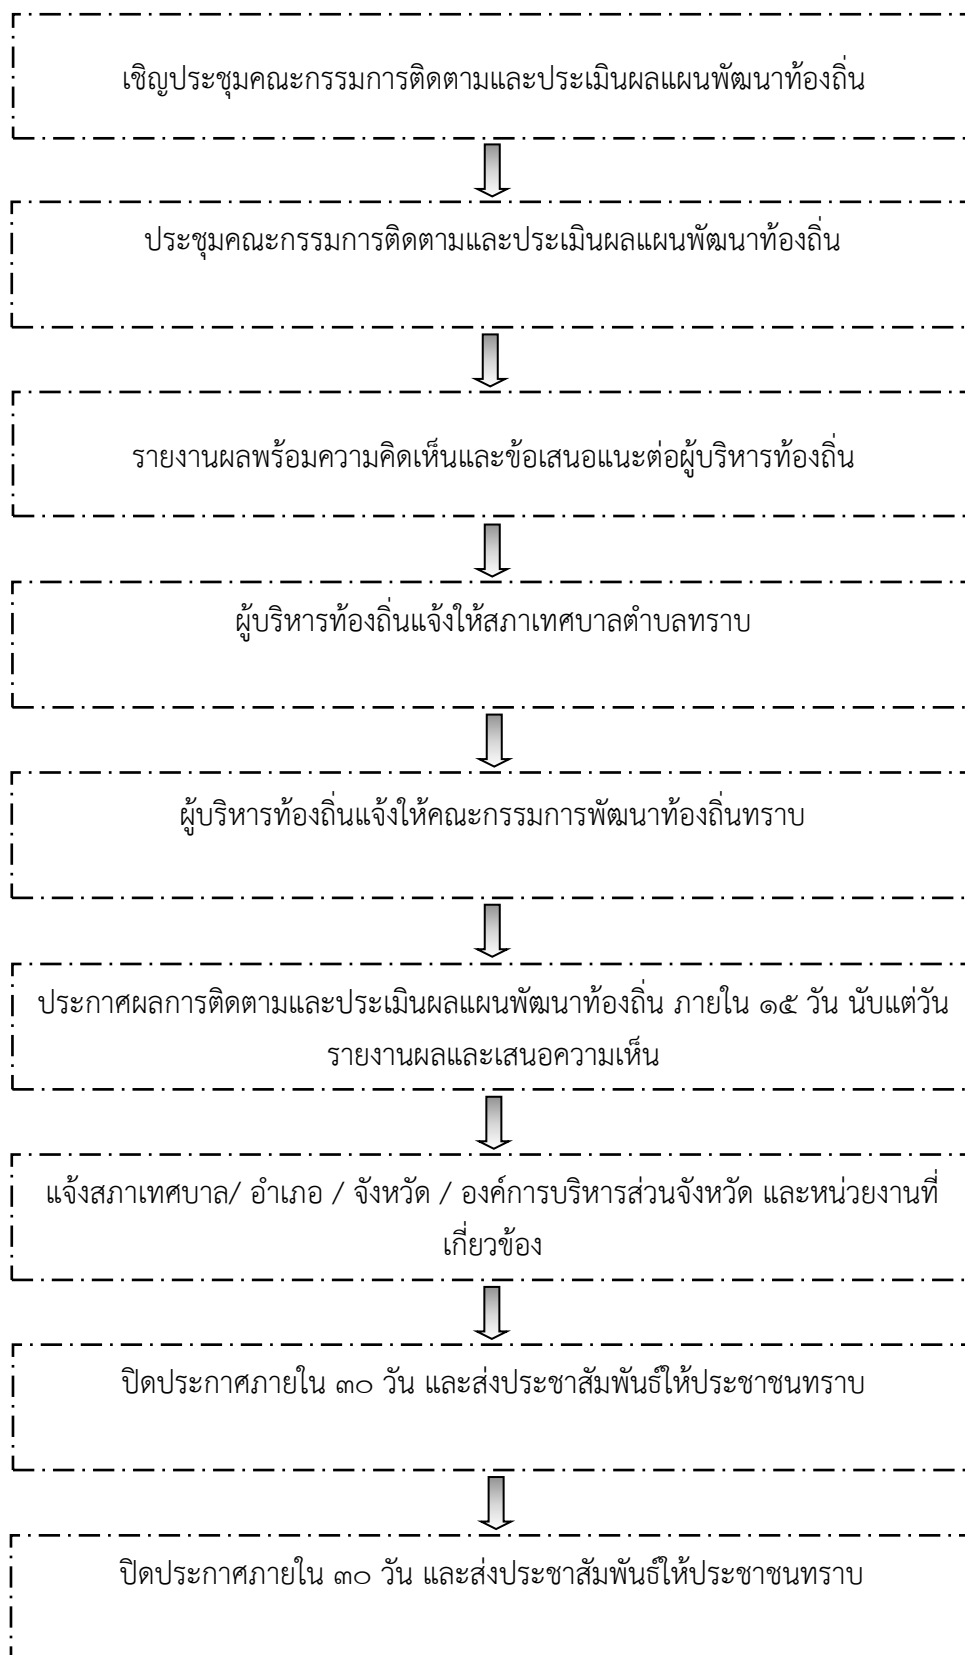 เชิญประชุมคณะกรรมการติดตามและประเมินผลแผนพัฒนาท้องถิ่น
ประชุมคณะกรรมการติดตามและประเมินผลแผนพัฒนาท้องถิ่น
รายงานผลพร้อมความคิดเห็นและข้อเสนอแนะต่อผู้บริหารท้องถิ่น
ผู้บริหารท้องถิ่นแจ้งให้สภาเทศบาลตำบลทราบ
ผู้บริหารท้องถิ่นแจ้งให้คณะกรรมการพัฒนาท้องถิ่นทราบ
ประกาศผลการติดตามและประเมินผลแผนพัฒนาท้องถิ่น ภายใน ๑๕ วัน นับแต่วัน
รายงานผลและเสนอความเห็น
แจ้งสภาเทศบาล/ อำเภอ / จังหวัด / องค์การบริหารส่วนจังหวัด และหน่วยงานที่
เกี่ยวข้อง
ปิดประกาศภายใน ๓๐ วัน และส่งประชาสัมพันธ์ให้ประชาชนทราบ
ปิดประกาศภายใน ๓๐ วัน และส่งประชาสัมพันธ์ให้ประชาชนทราบ